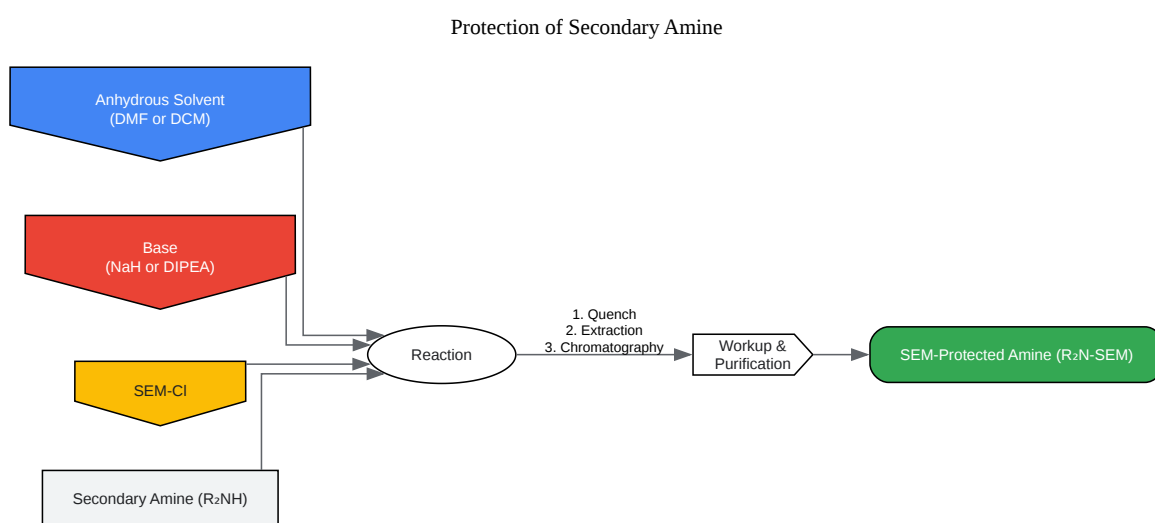 Protection of Secondary Amine
Anhydrous Solvent
(DMF or DCM)
Base
(NaH or DIPEA)
SEM-Cl
Secondary Amine (R₂NH)
Reaction
1. Quench
2. Extraction
3. Chromatography
Workup &
Purification
SEM-Protected Amine (R₂N-SEM)